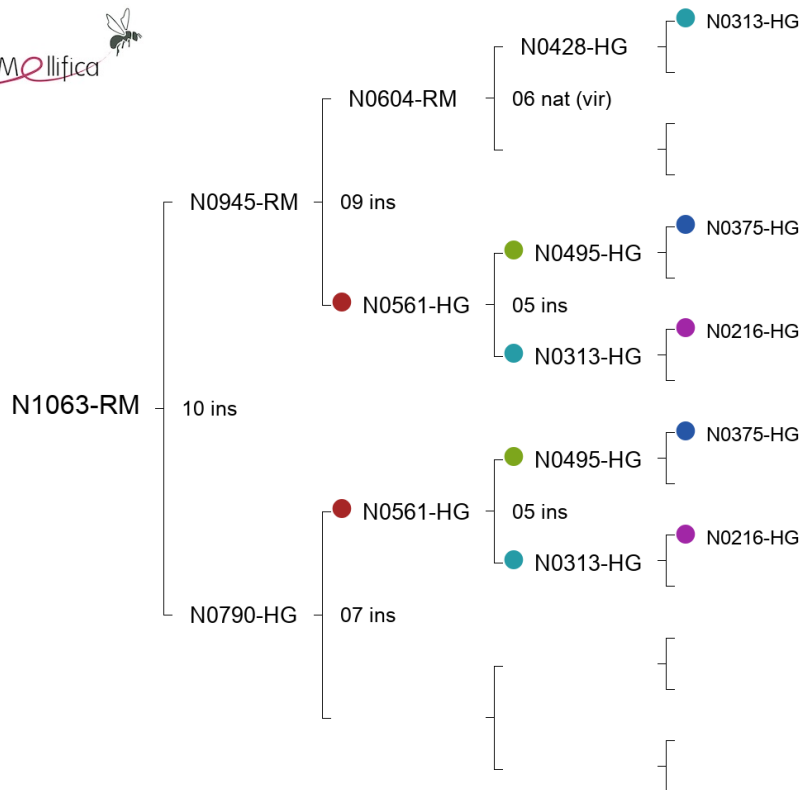 Mellifica
N0313-HG
N0428-HG
N0604-RM
06 nat (vir)
N0945-RM
09 ins
N0375-HG
N0495-HG
N0561-HG
05 ins
N0216-HG
N0313-HG
N1063-RM
10 ins
N0375-HG
N0495-HG
N0561-HG
05 ins
N0216-HG
N0313-HG
N0790-HG
07 ins